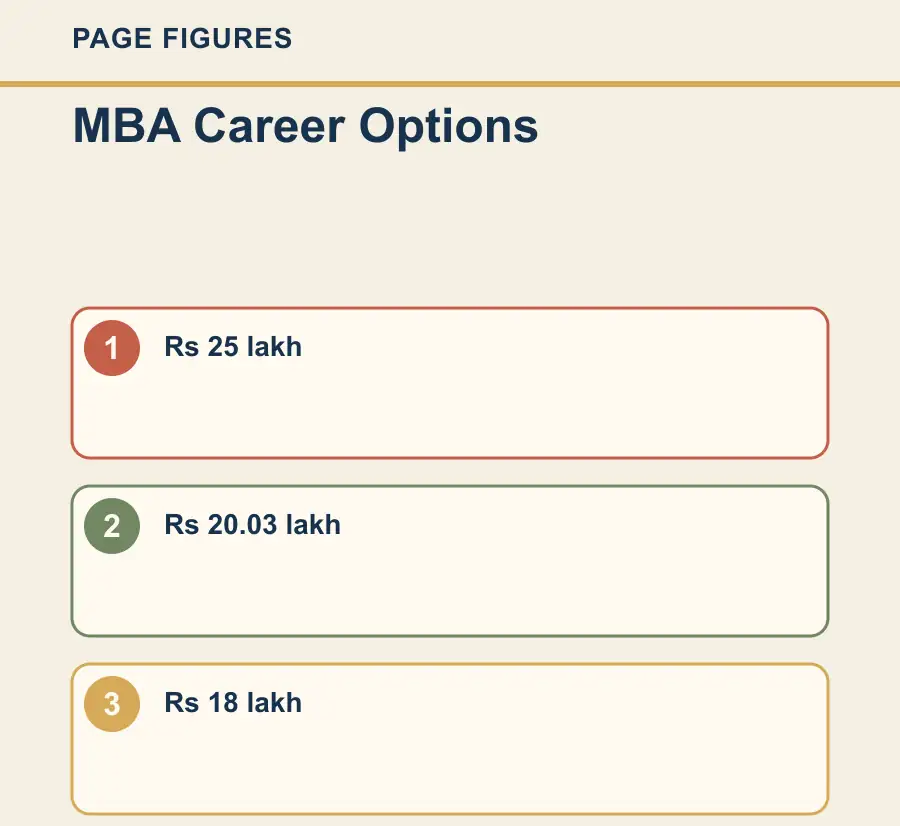 PAGE FIGURES
MBA Career Options
1 Rs 25 lakh
2 Rs 20.03 lakh
3 Rs 18 lakh